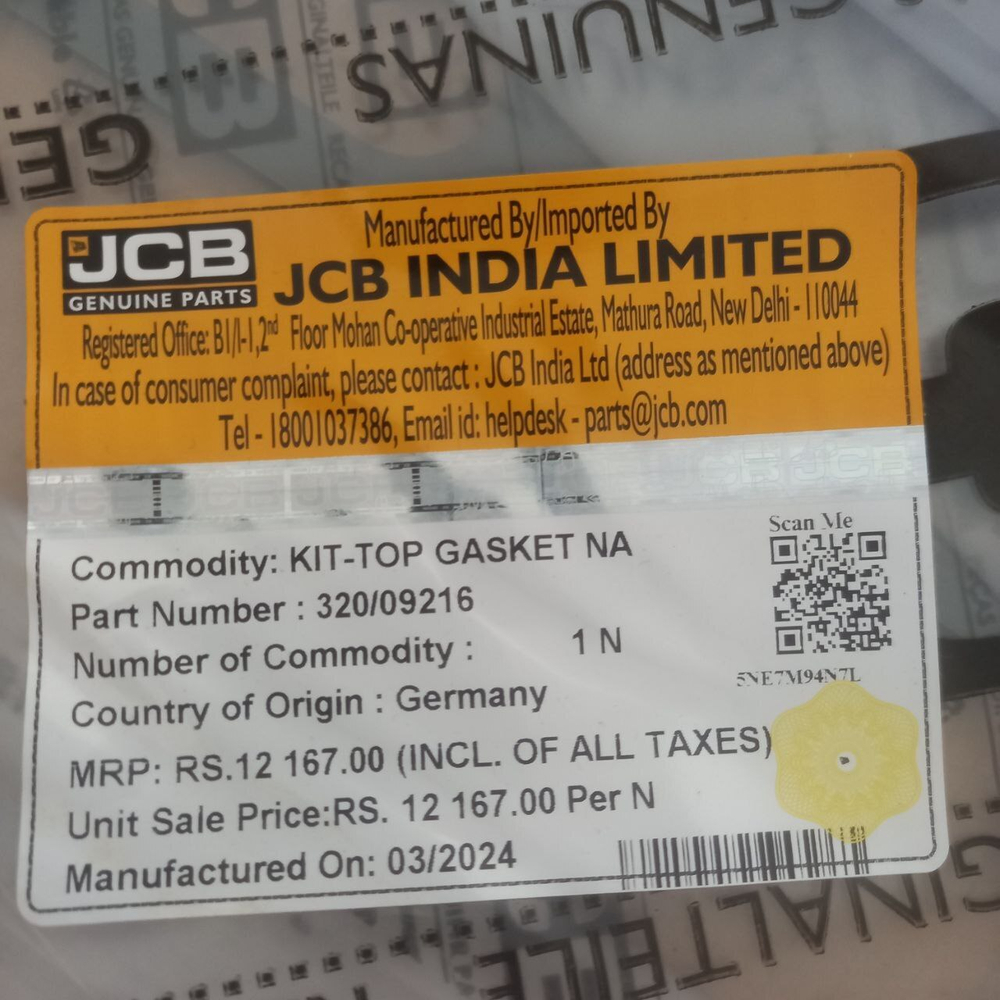 GENUINAS
GE
JCB
GENUINE PARTS
Manufactured By/Imported By
JCB INDIA LIMITED
Registered Office: B1/I-1,2nd Floor Mohan Co-operative Industrial Estate, Mathura Road, New Delhi - 110044
In case of consumer complaint, please contact : JCB India Ltd (address as mentioned above)
Tel - 18001037386, Email id: helpdesk - parts@jcb.com
JCB
Commodity: KIT-TOP GASKET NA
Part Number : 320/09216
Number of Commodity : 1 N
Country of Origin : Germany
MRP: RS.12 167.00 (INCL. OF ALL TAXES)
Unit Sale Price:RS. 12 167.00 Per N
Manufactured On: 03/2024
Scan Me
5NE7M94N7L
GINALTEILE